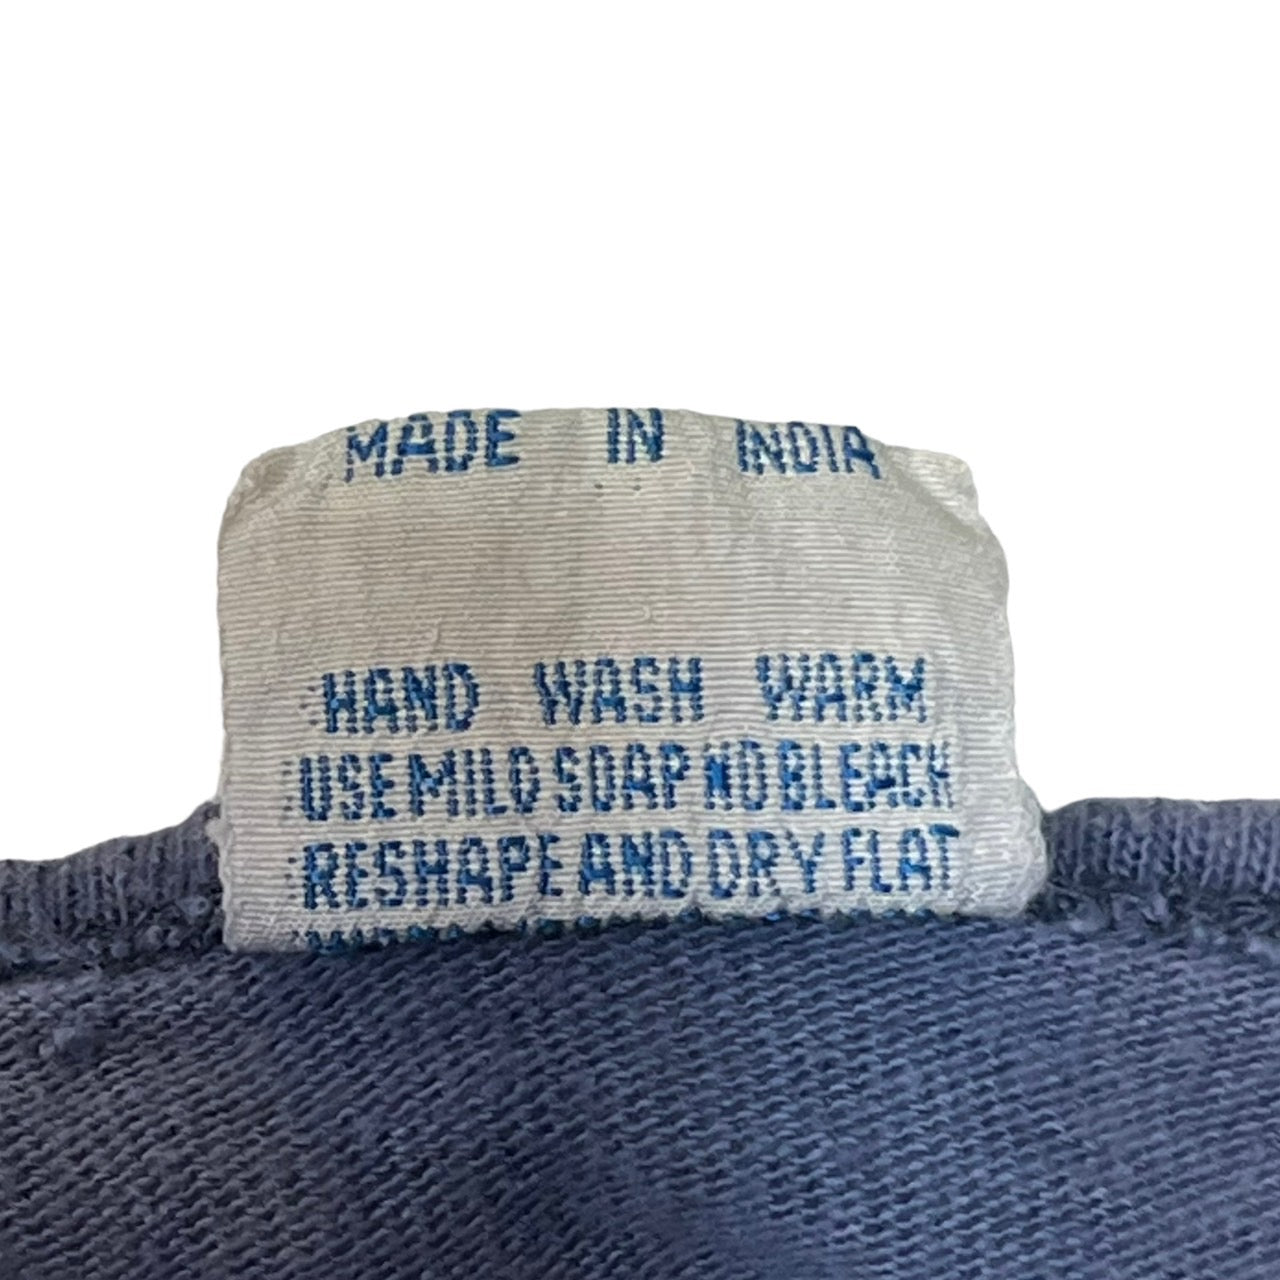 MADE IN INDIA
HAND WASH WARM
USE MILD SOAP NO BLEACH
RESHAPE AND DRY FLAT